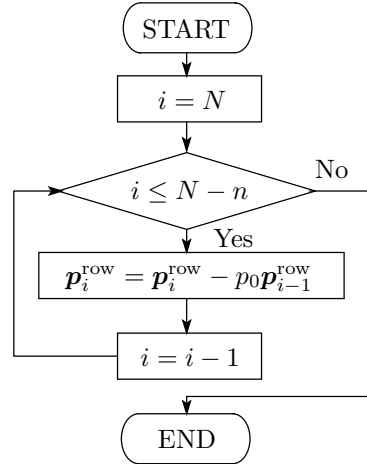 START
i = N
i ≤ N − n
No
Yes
p_i^row = p_i^row − p_0 p_{i−1}^row
i = i − 1
END